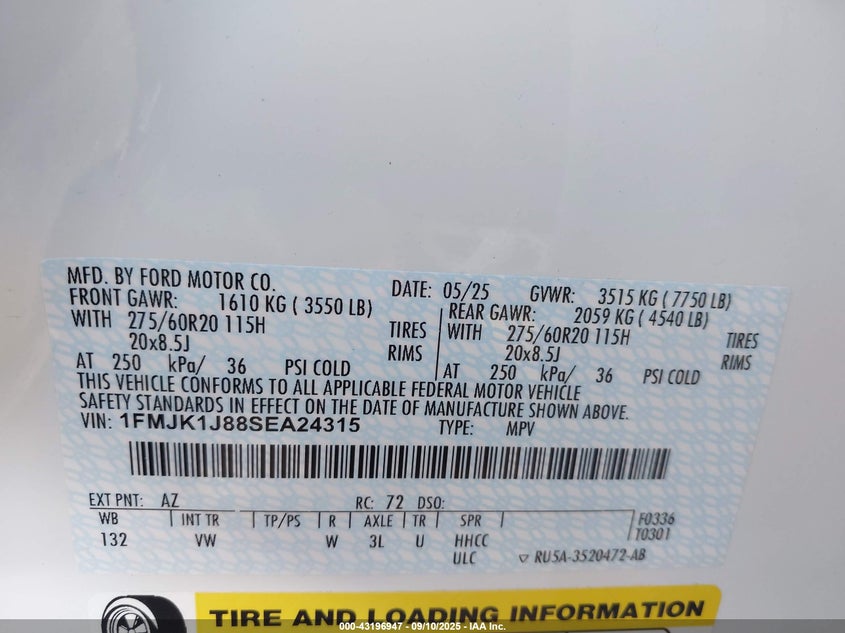 MFD. BY FORD MOTOR CO. DATE: 05/25 GVWR: 3515 KG ( 7750 LB)
FRONT GAWR: 1610 KG ( 3550 LB) REAR GAWR: 2059 KG ( 4540 LB)
WITH 275/60R20 115H TIRES WITH 275/60R20 115H TIRES
20x8.5J RIMS 20x8.5J RIMS
AT 250 kPa/ 36 PSI COLD AT 250 kPa/ 36 PSI COLD
THIS VEHICLE CONFORMS TO ALL APPLICABLE FEDERAL MOTOR VEHICLE
SAFETY STANDARDS IN EFFECT ON THE DATE OF MANUFACTURE SHOWN ABOVE.
VIN: 1FMJK1J88SEA24315 TYPE: MPV
EXT PNT: AZ RC: 72 DSO:
WB INT TR TP/PS R AXLE TR SPR F0336
132 VW W 3L U HHCC T0301
ULC ▽ RU5A-3520472-AB
TIRE AND LOADING INFORMATION
000-43196947 - 09/10/2025 - IAA Inc.